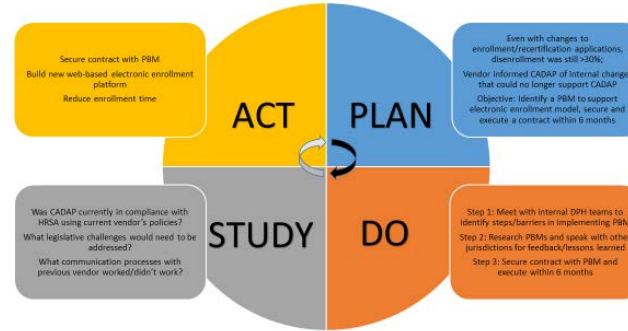 Secure contract with PBM
Build new web-based electronic enrollment
platform
Reduce enrollment time
ACT
PLAN
Even with changes to
enrollment/recertification applications,
disenrollment was still >30%;
Vendor informed CADAP of internal change
that could no longer support CADAP
Objective: Identify a PBM to support
electronic enrollment model, secure and
execute a contract within 6 months
Was CADAP currently in compliance with
HRSA using current vendor's policies?
What legislative challenges would need to be
addressed?
What communication processes with
previous vendor worked/didn't work?
STUDY
DO
Step 1: Meet with internal DPH teams to
identify steps/barriers in implementing PBM
Step 2: Research PBMs and speak with other
jurisdictions for feedback/lessons learned
Step 3: Secure contract with PBM and
execute within 6 months